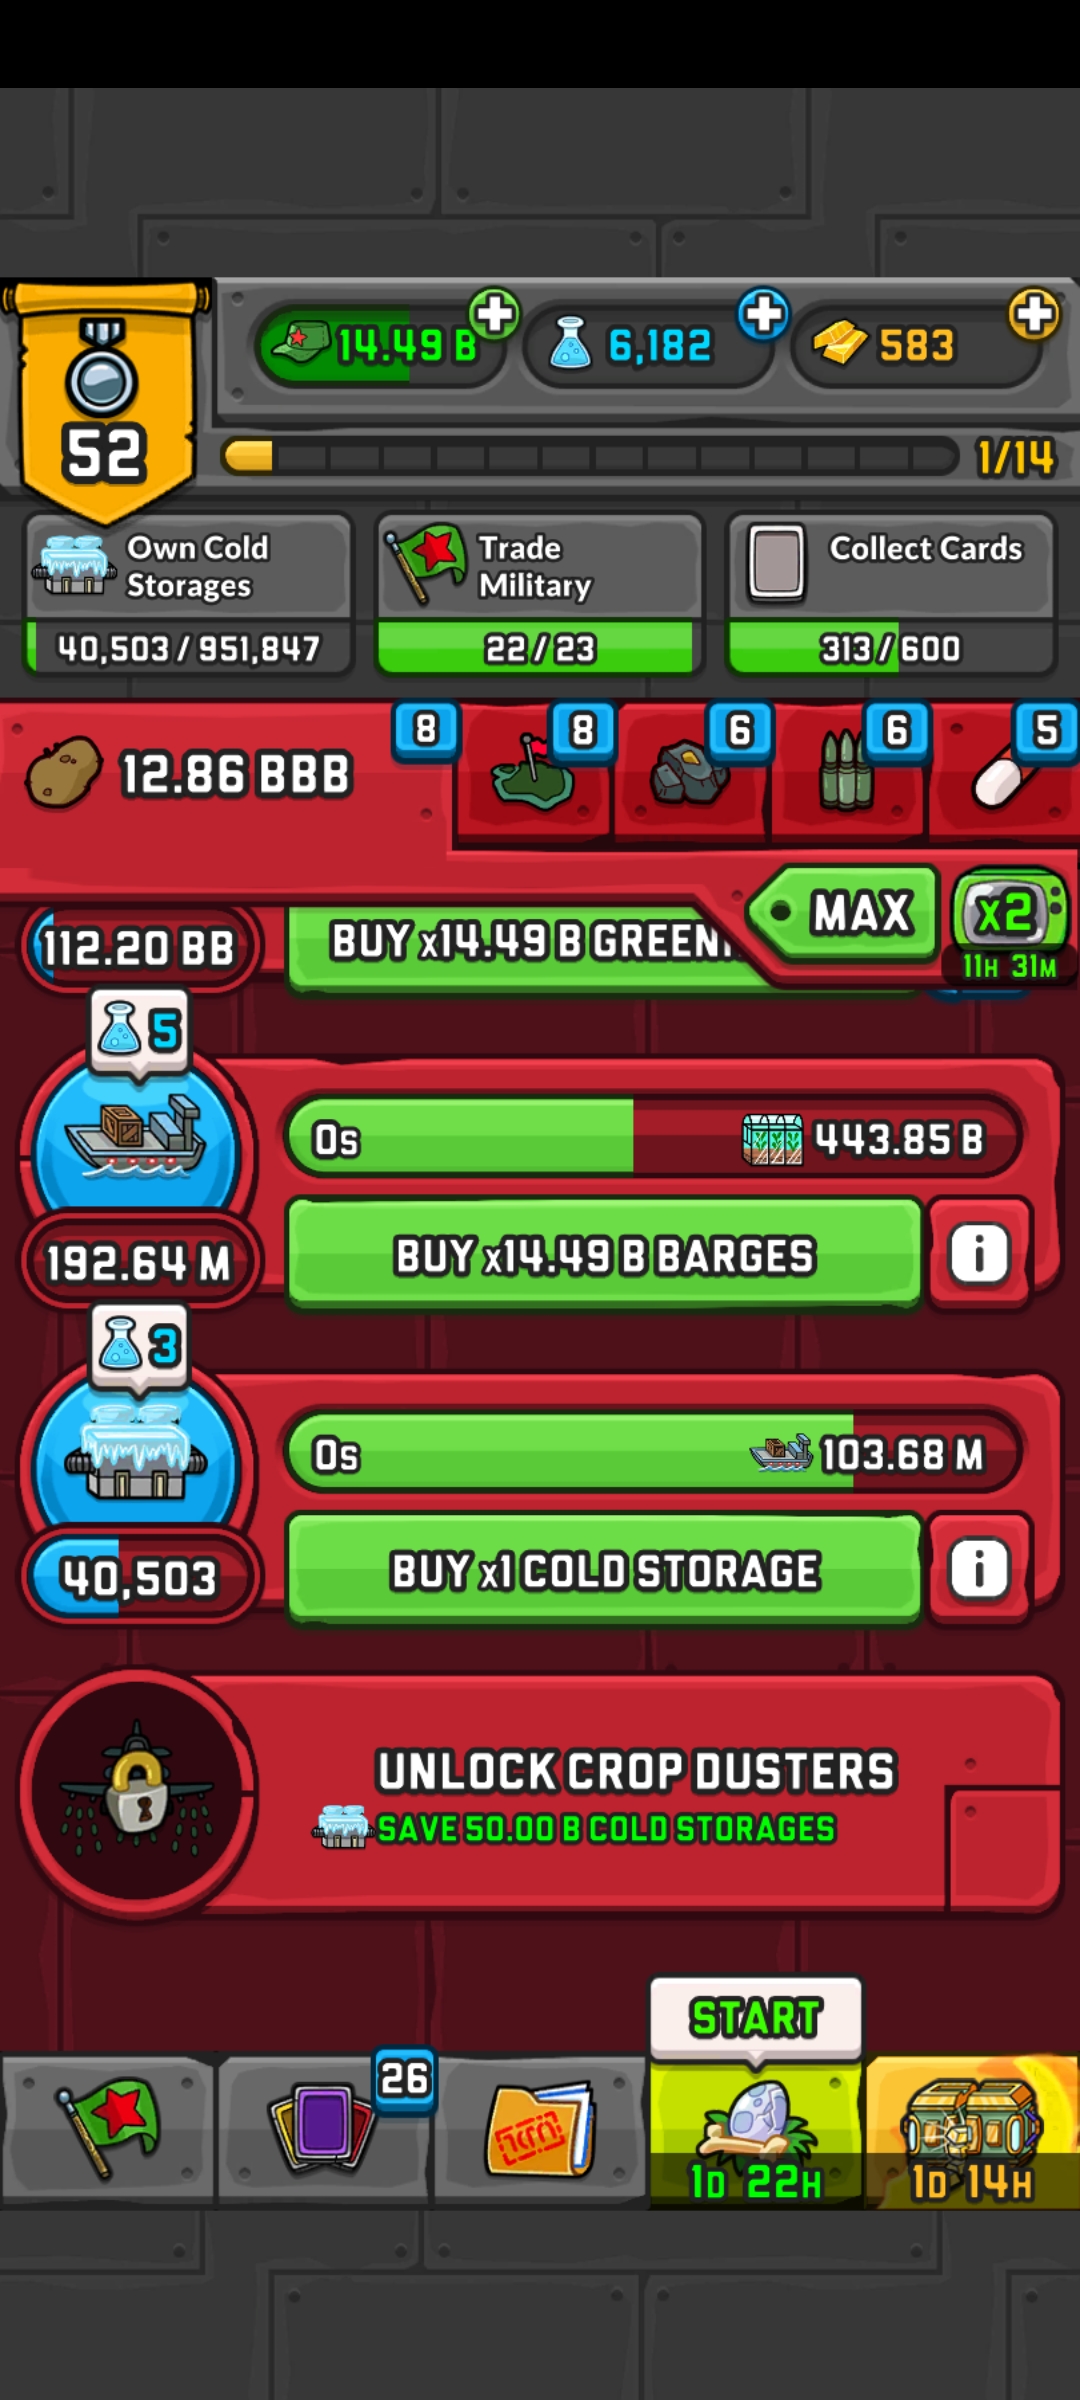 14.49 B
6,182
583
52
1/14
Own Cold
Storages
40,503 / 951,847
Trade
Military
22 / 23
Collect Cards
313 / 600
12.86 BBB
8
8
6
6
5
MAX
x2
11H 31M
112.20 BB
BUY x14.49 B
5
0s
443.85 B
192.64 M
BUY x14.49 B BARGES
3
0s
103.68 M
40,503
BUY x1 COLD STORAGE
UNLOCK CROP DUSTERS
SAVE 50.00 B COLD STORAGES
START
26
1D 22H
1D 14H